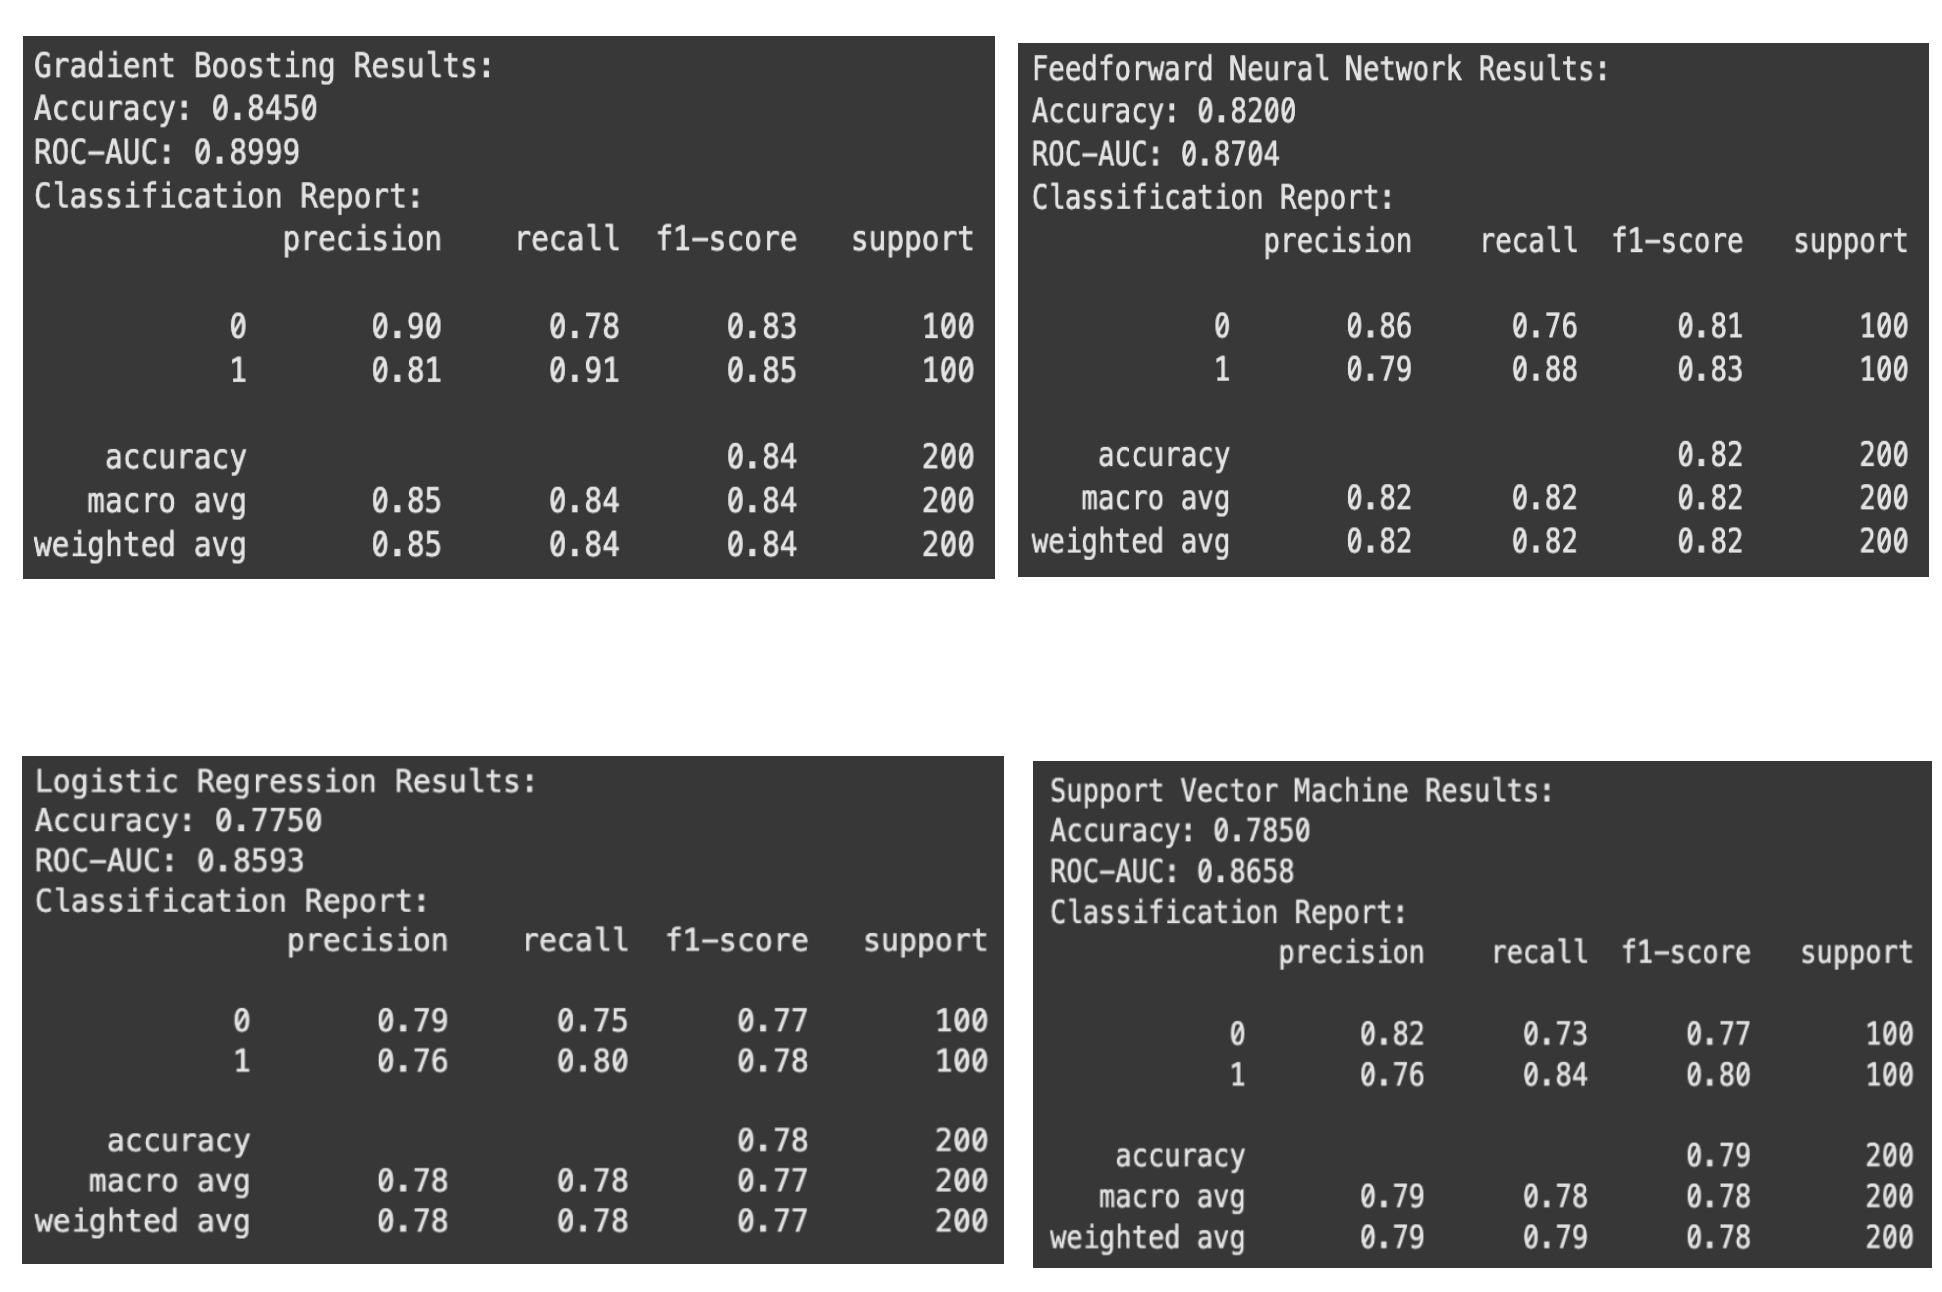 Gradient Boosting Results:
Accuracy: 0.8450
ROC-AUC: 0.8999
Classification Report:
precision recall f1-score support
0 0.90 0.78 0.83 100
1 0.81 0.91 0.85 100
accuracy 0.84 200
macro avg 0.85 0.84 0.84 200
weighted avg 0.85 0.84 0.84 200
Feedforward Neural Network Results:
Accuracy: 0.8200
ROC-AUC: 0.8704
Classification Report:
precision recall f1-score support
0 0.86 0.76 0.81 100
1 0.79 0.88 0.83 100
accuracy 0.82 200
macro avg 0.82 0.82 0.82 200
weighted avg 0.82 0.82 0.82 200
Logistic Regression Results:
Accuracy: 0.7750
ROC-AUC: 0.8593
Classification Report:
precision recall f1-score support
0 0.79 0.75 0.77 100
1 0.76 0.80 0.78 100
accuracy 0.78 200
macro avg 0.78 0.78 0.77 200
weighted avg 0.78 0.78 0.77 200
Support Vector Machine Results:
Accuracy: 0.7850
ROC-AUC: 0.8658
Classification Report:
precision recall f1-score support
0 0.82 0.73 0.77 100
1 0.76 0.84 0.80 100
accuracy 0.79 200
macro avg 0.79 0.78 0.78 200
weighted avg 0.79 0.79 0.78 200